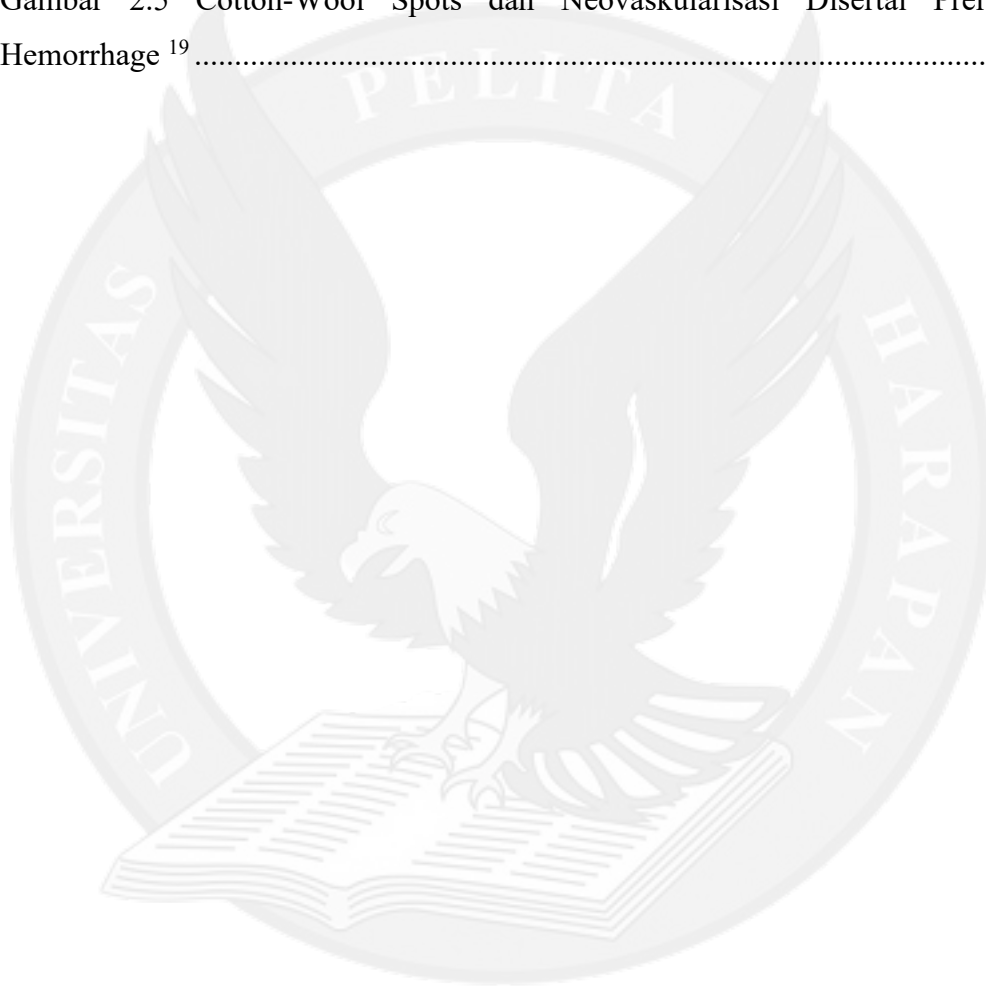 Gambar 2.5 Cotton-Wool Spots dan Neovaskularisasi Disertai
Hemorrhage 19 ....................................................................................
PELITA
UNIVERSITAS
HARAPAN